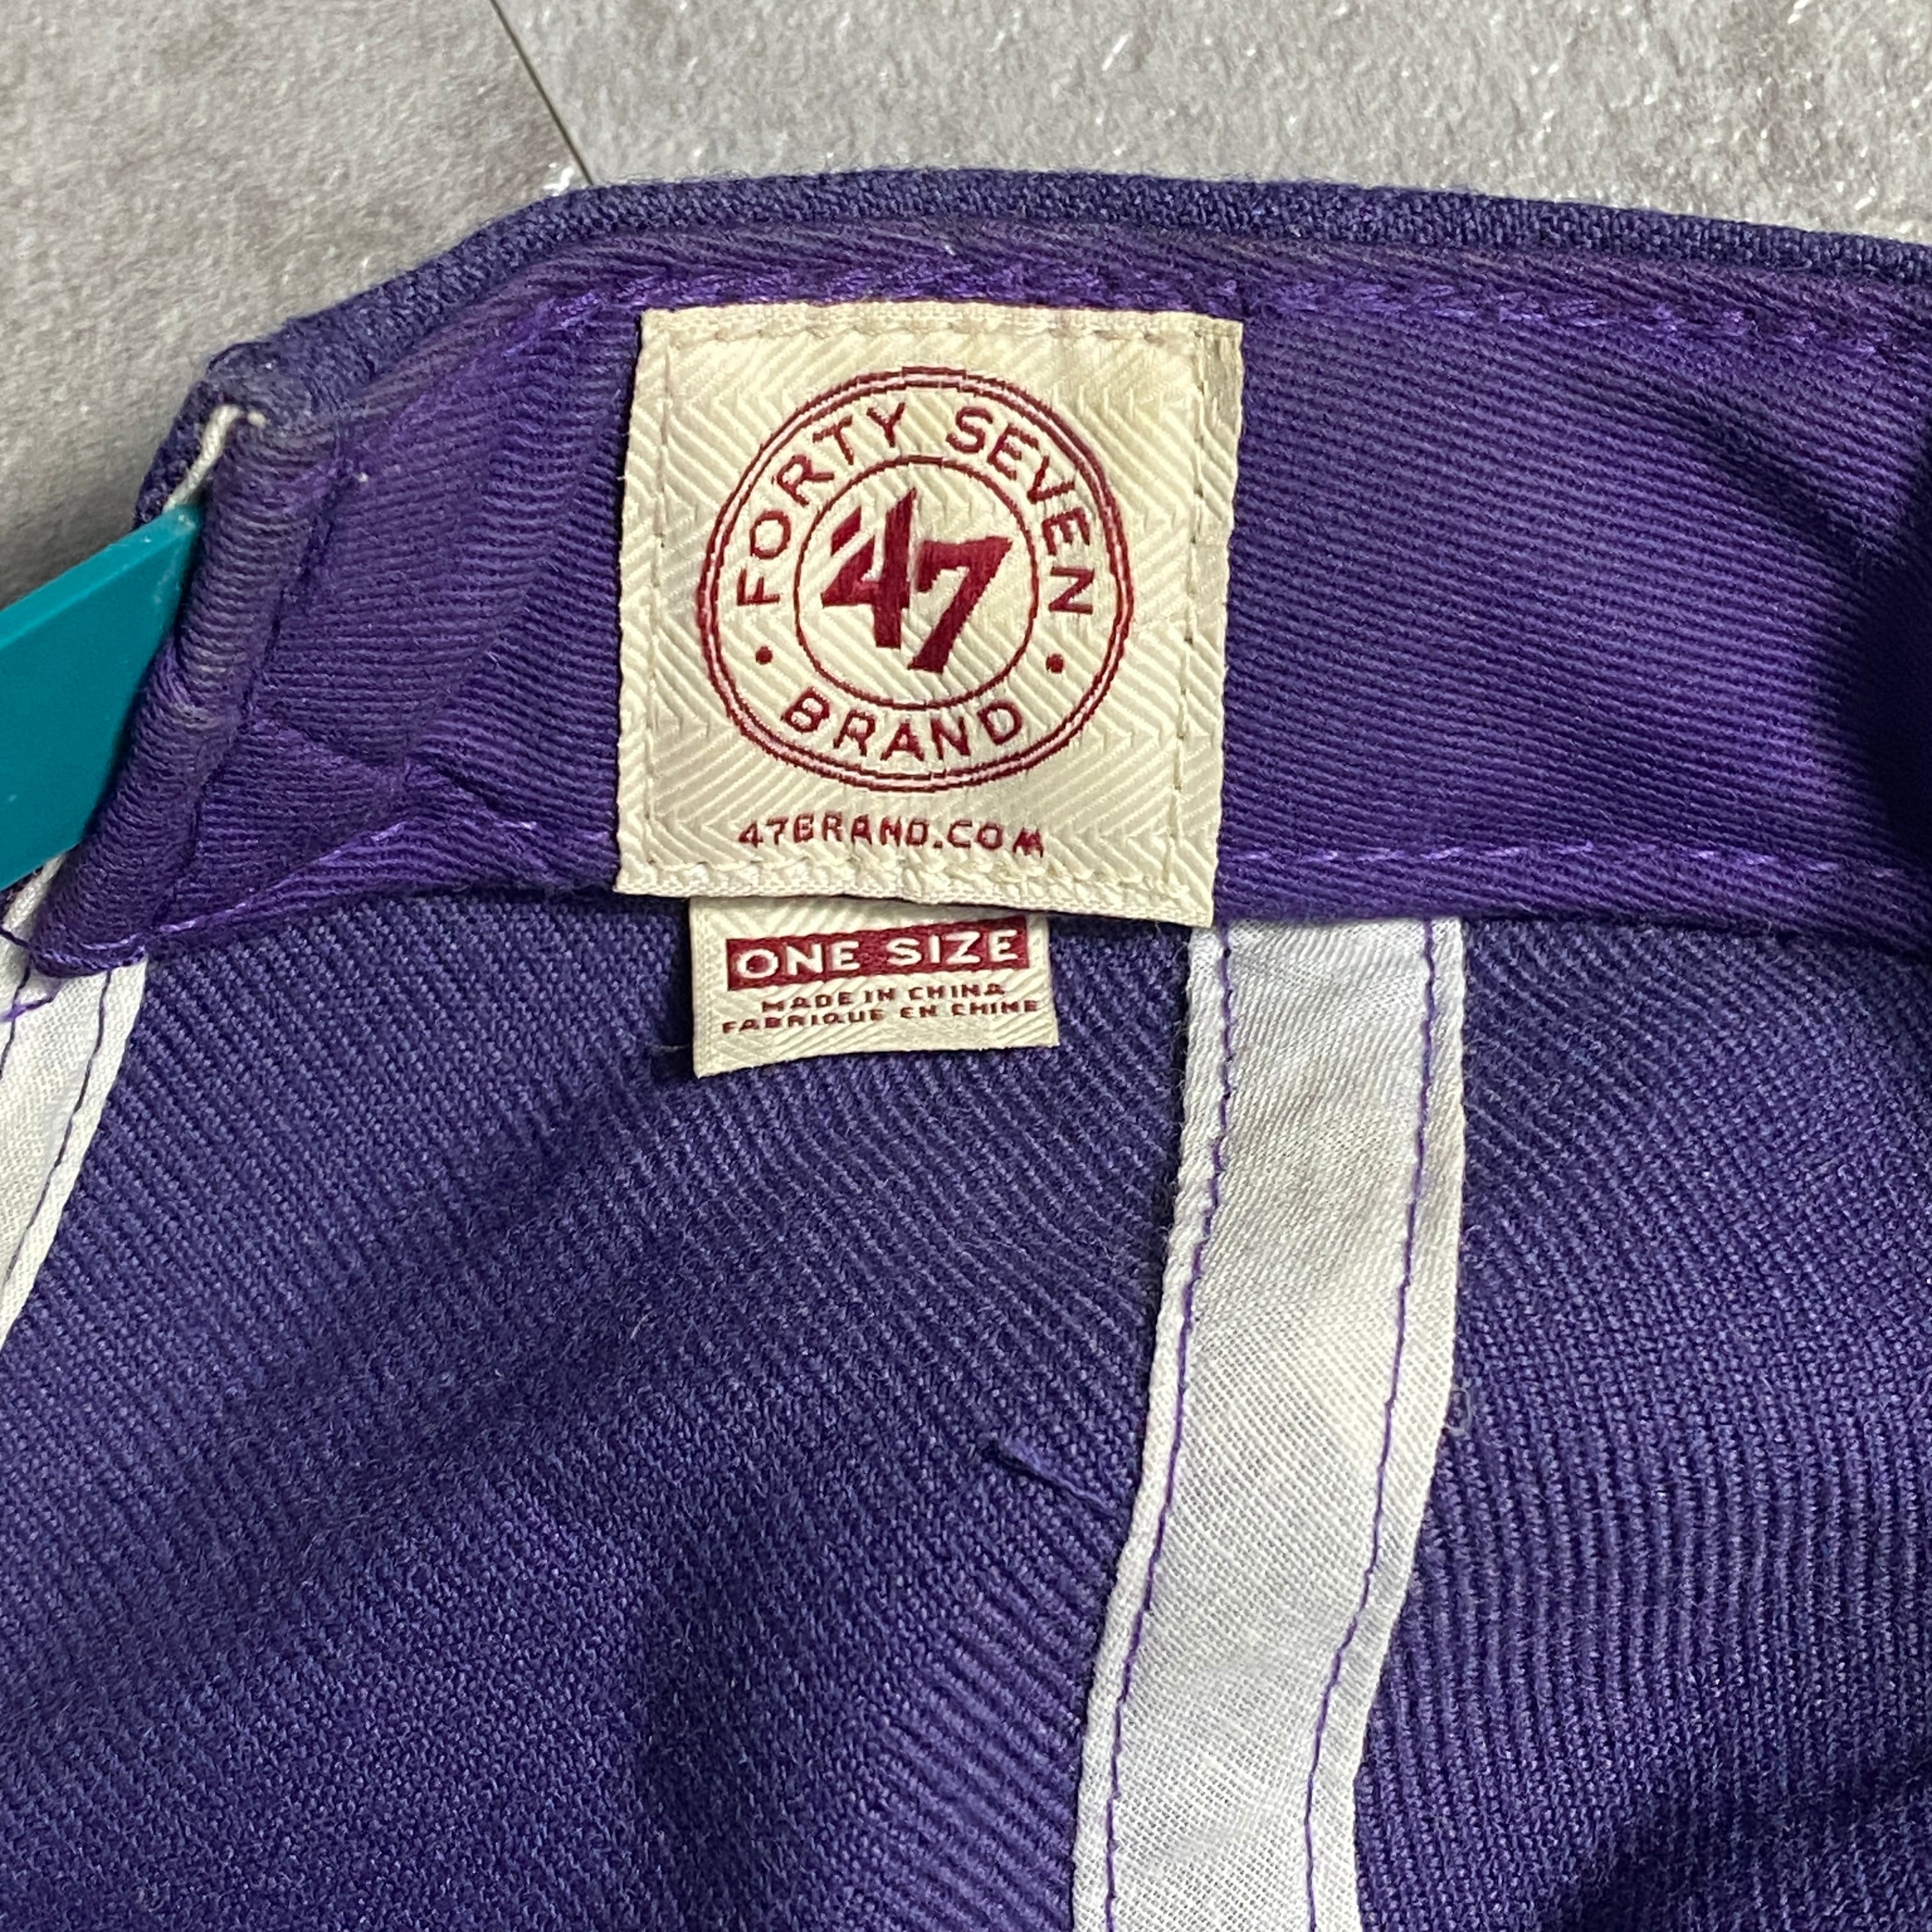 FORTY SEVEN
47
BRAND
47BRAND.COM
ONE SIZE
MADE IN CHINA
FABRIQUE EN CHINE